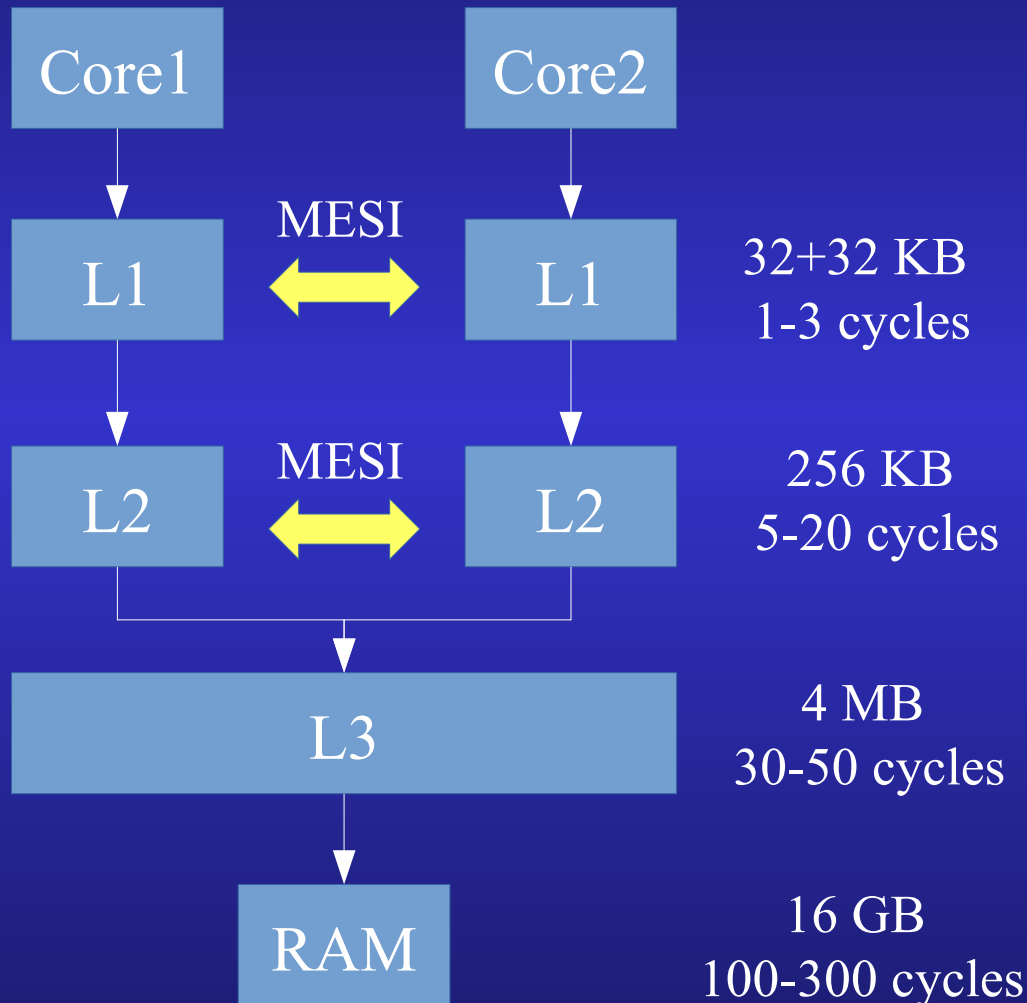 Core1
Core2
MESI
L1
L1
32+32 KB
1-3 cycles
MESI
L2
L2
256 KB
5-20 cycles
L3
4 MB
30-50 cycles
RAM
16 GB
100-300 cycles